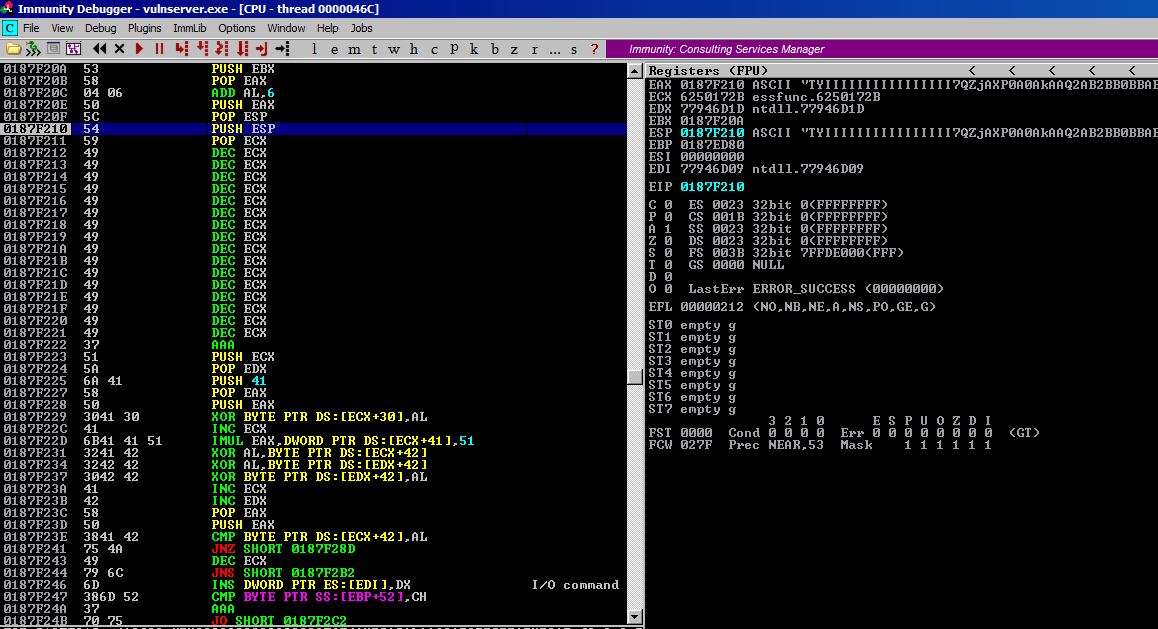 Immunity Debugger - vulnserver.exe - [CPU - thread 0000046C]
C File View Debug Plugins ImmLib Options Window Help Jobs
l e m t w h c P k b z r ... s ? Immunity: Consulting Services Manager
0187F20A 53 PUSH EBX
0187F20B 58 POP EAX
0187F20C 04 06 ADD AL,6
0187F20E 50 PUSH EAX
0187F20F 5C POP ESP
0187F210 54 PUSH ESP
0187F211 59 POP ECX
0187F212 49 DEC ECX
0187F213 49 DEC ECX
0187F214 49 DEC ECX
0187F215 49 DEC ECX
0187F216 49 DEC ECX
0187F217 49 DEC ECX
0187F218 49 DEC ECX
0187F219 49 DEC ECX
0187F21A 49 DEC ECX
0187F21B 49 DEC ECX
0187F21C 49 DEC ECX
0187F21D 49 DEC ECX
0187F21E 49 DEC ECX
0187F21F 49 DEC ECX
0187F220 49 DEC ECX
0187F221 49 DEC ECX
0187F222 37 AAA
0187F223 51 PUSH ECX
0187F224 5A POP EDX
0187F225 6A 41 PUSH 41
0187F227 58 POP EAX
0187F228 50 PUSH EAX
0187F229 3041 30 XOR BYTE PTR DS:[ECX+30],AL
0187F22C 41 INC ECX
0187F22D 6B41 41 51 IMUL EAX,DWORD PTR DS:[ECX+41],51
0187F231 3241 42 XOR AL,BYTE PTR DS:[ECX+42]
0187F234 3242 42 XOR AL,BYTE PTR DS:[EDX+42]
0187F237 3042 42 XOR BYTE PTR DS:[EDX+42],AL
0187F23A 41 INC ECX
0187F23B 42 INC EDX
0187F23C 58 POP EAX
0187F23D 50 PUSH EAX
0187F23E 3841 42 CMP BYTE PTR DS:[ECX+42],AL
0187F241 75 4A JNZ SHORT 0187F28D
0187F243 49 DEC ECX
0187F244 79 6C JNS SHORT 0187F2B2
0187F246 6D INS DWORD PTR ES:[EDI],DX I/O command
0187F247 386D 52 CMP BYTE PTR SS:[EBP+52],CH
0187F24A 37 AAA
0187F24B 70 75 JO SHORT 0187F2C2
Registers (FPU) < < < < <
EAX 0187F210 ASCII "TYIIIIIIIIIIIIIIII7QZjAXP0A0AkAAQ2AB2BB0BBAB
ECX 6250172B essfunc.6250172B
EDX 77946D1D ntdll.77946D1D
EBX 0187F20A
ESP 0187F210 ASCII "TYIIIIIIIIIIIIIIII7QZjAXP0A0AkAAQ2AB2BB0BBAB
EBP 0187ED80
ESI 00000000
EDI 77946D09 ntdll.77946D09
EIP 0187F210
C 0 ES 0023 32bit 0(FFFFFFFF)
P 0 CS 001B 32bit 0(FFFFFFFF)
A 1 SS 0023 32bit 0(FFFFFFFF)
Z 0 DS 0023 32bit 0(FFFFFFFF)
S 0 FS 003B 32bit 7FFDE000(FFF)
T 0 GS 0000 NULL
D 0
O 0 LastErr ERROR_SUCCESS (00000000)
EFL 00000212 (NO,NB,NE,A,NS,PO,GE,G)
ST0 empty g
ST1 empty g
ST2 empty g
ST3 empty g
ST4 empty g
ST5 empty g
ST6 empty g
ST7 empty g
3 2 1 0 E S P U O Z D I
FST 0000 Cond 0 0 0 0 Err 0 0 0 0 0 0 0 0 (GT)
FCW 027F Prec NEAR,53 Mask 1 1 1 1 1 1